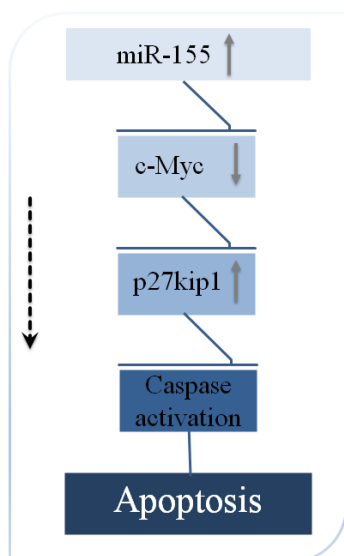 miR-155
c-Myc
p27kip1
Caspase
activation
Apoptosis